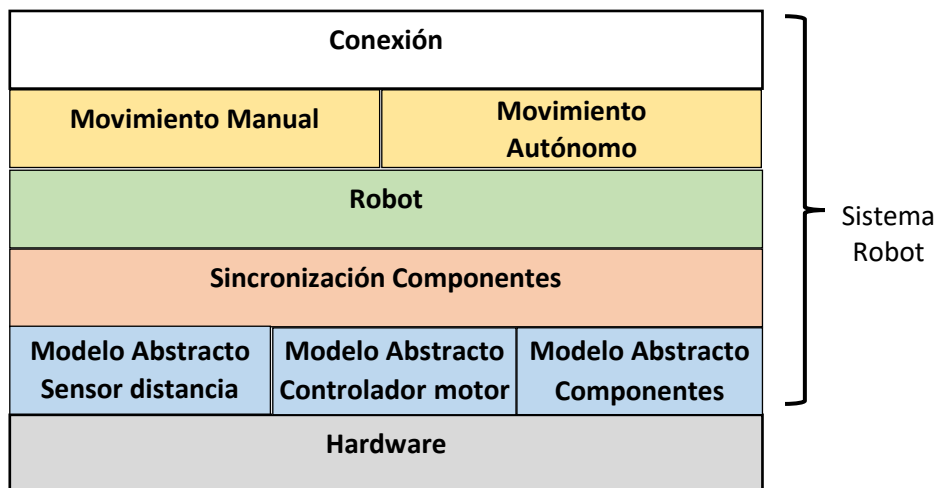 Conexión
Movimiento Manual
Movimiento
Autónomo
Robot
Sincronización Componentes
Modelo Abstracto
Sensor distancia
Modelo Abstracto
Controlador motor
Modelo Abstracto
Componentes
Hardware
Sistema
Robot